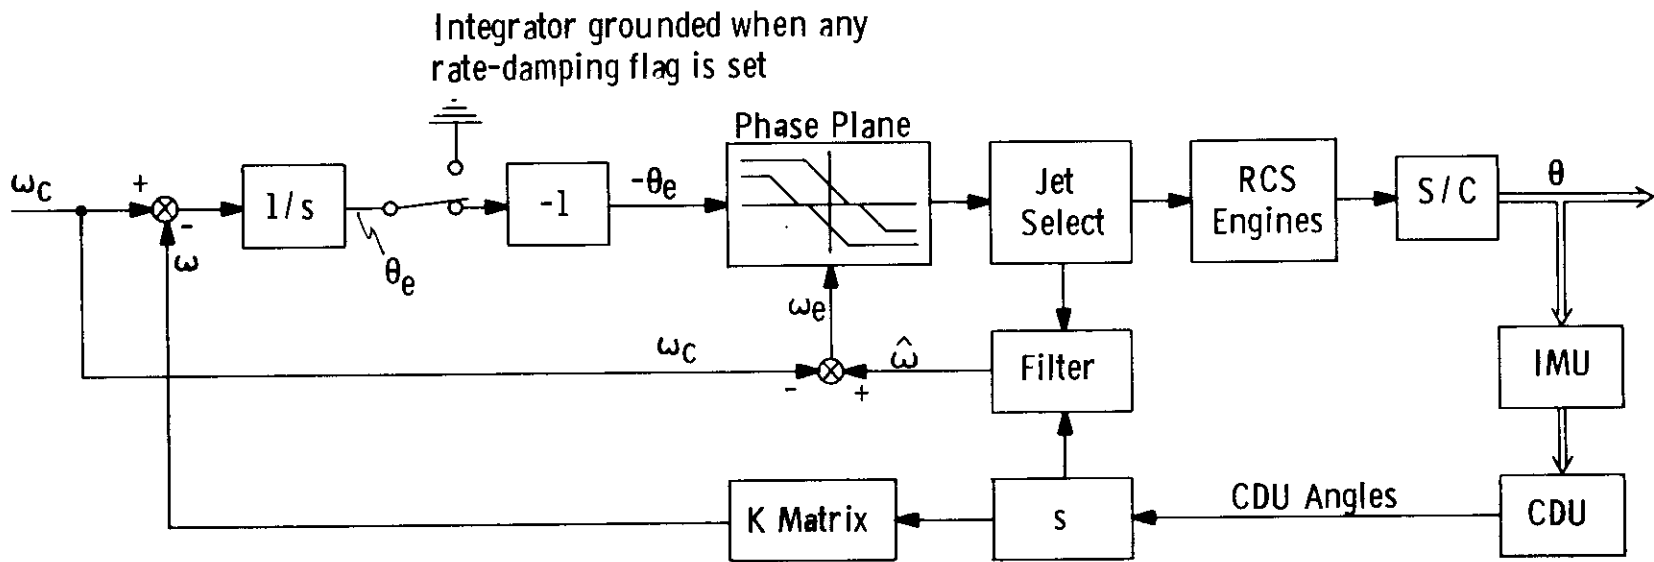 Integrator grounded when any
rate-damping flag is set
Phase Plane
ωc
+
-
ω
1/s
θe
-1
-θe
Jet
Select
RCS
Engines
S/C
θ
ωe
ωc
-
+
ω̂
Filter
IMU
K Matrix
s
CDU Angles
CDU